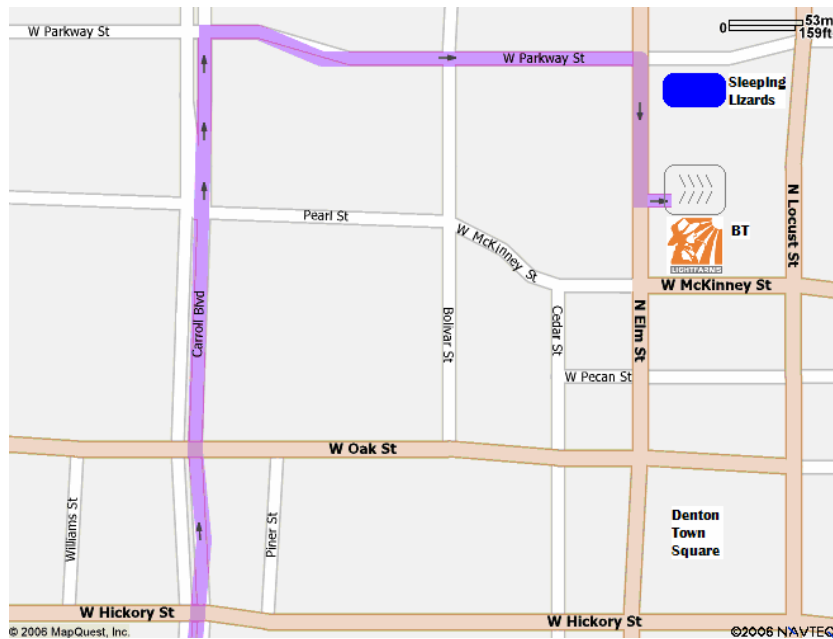 53m
0
159ft
W Parkway St
W Parkway St
Sleeping
Lizards
N Locust St
Pearl St
BT
LIGHTFARMS
W McKinney St
W McKinney St
Carroll Blvd
Bolivar St
Cedar St
N Elm St
W Pecan St
W Oak St
Williams St
Piner St
Denton
Town
Square
W Hickory St
W Hickory St
© 2006 MapQuest, Inc.
©2006 NAVTEQ